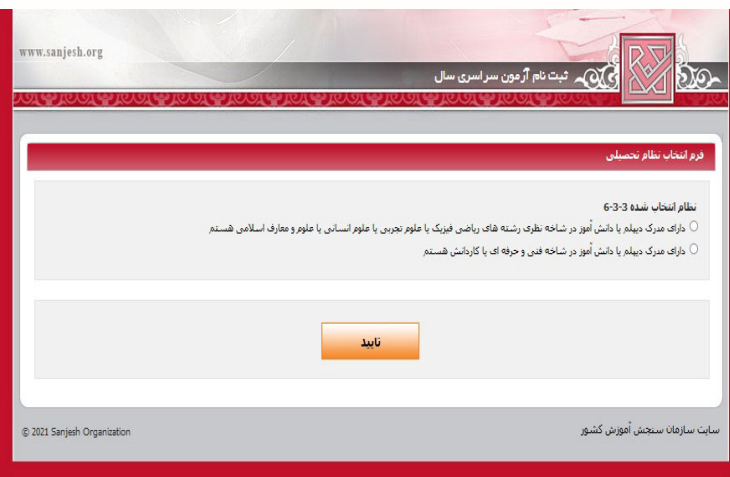 www.sanjesh.org
ثبت نام آزمون سراسری سال
فرم انتخاب نظام تحصیلی
نظام انتخاب شده 3-3-6
دارای مدرک دیپلم یا دانش آموز در شاخه نظری رشته های ریاضی فیزیک یا علوم تجربی یا علوم انسانی یا علوم و معارف اسلامی هستم
دارای مدرک دیپلم یا دانش آموز در شاخه فنی و حرفه ای یا کاردانش هستم
تایید
سایت سازمان سنجش آموزش کشور
© 2021 Sanjesh Organization